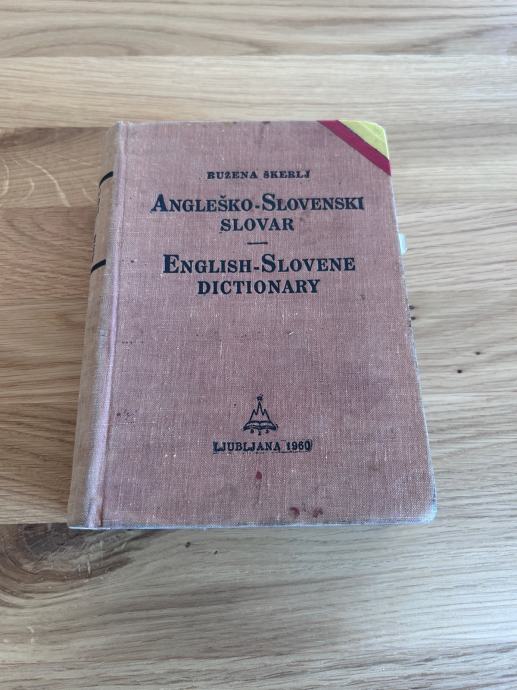 RUŽENA ŠKERLJ
ANGLEŠKO-SLOVENSKI
SLOVAR
ENGLISH-SLOVENE
DICTIONARY
LJUBLJANA 1960